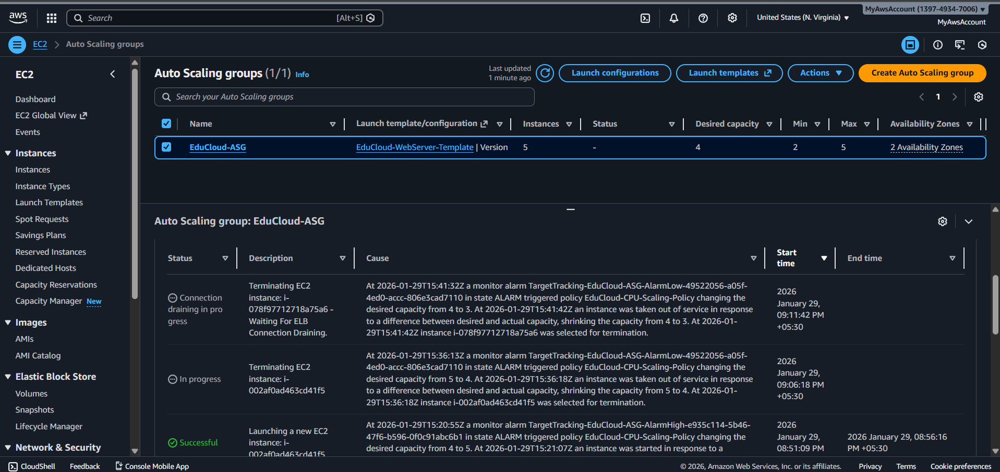 aws
Search
[Alt+S]
United States (N. Virginia)
MyAwsAccount (1397-4934-7006)
MyAwsAccount
EC2
Auto Scaling groups
EC2
Dashboard
EC2 Global View
Events
Instances
Instances
Instance Types
Launch Templates
Spot Requests
Savings Plans
Reserved Instances
Dedicated Hosts
Capacity Reservations
Capacity Manager New
Images
AMIs
AMI Catalog
Elastic Block Store
Volumes
Snapshots
Lifecycle Manager
Network & Security
Auto Scaling groups (1/1) Info
Last updated
1 minute ago
Launch configurations
Launch templates
Actions
Create Auto Scaling group
Search your Auto Scaling groups
1
Name
Launch template/configuration
Instances
Status
Desired capacity
Min
Max
Availability Zones
EduCloud-ASG
EduCloud-WebServer-Template | Version
5
-
4
2
5
2 Availability Zones
Auto Scaling group: EduCloud-ASG
Status
Description
Cause
Start
time
End time
Connection
draining in pro
gress
Terminating EC2
instance: i-
078f97712718a75a6 -
Waiting For ELB
Connection Draining.
At 2026-01-29T15:41:32Z a monitor alarm TargetTracking-EduCloud-ASG-AlarmLow-49522056-a05f-
4ed0-accc-806e3cad7110 in state ALARM triggered policy EduCloud-CPU-Scaling-Policy changing the
desired capacity from 4 to 3. At 2026-01-29T15:41:42Z an instance was taken out of service in response
to a difference between desired and actual capacity, shrinking the capacity from 4 to 3. At 2026-01-
29T15:41:42Z instance i-078f97712718a75a6 was selected for termination.
2026
January 29,
09:11:42 PM
+05:30
In progress
Terminating EC2
instance: i-
002af0ad463cd41f5
At 2026-01-29T15:36:13Z a monitor alarm TargetTracking-EduCloud-ASG-AlarmLow-49522056-a05f-
4ed0-accc-806e3cad7110 in state ALARM triggered policy EduCloud-CPU-Scaling-Policy changing the
desired capacity from 5 to 4. At 2026-01-29T15:36:18Z an instance was taken out of service in response
to a difference between desired and actual capacity, shrinking the capacity from 5 to 4. At 2026-01-
29T15:36:18Z instance i-002af0ad463cd41f5 was selected for termination.
2026
January 29,
09:06:18 PM
+05:30
Successful
Launching a new EC2
instance: i-
002af0ad463cd41f5
At 2026-01-29T15:20:55Z a monitor alarm TargetTracking-EduCloud-ASG-AlarmHigh-e935c114-5b46-
47f6-b596-0f0c91abc6b1 in state ALARM triggered policy EduCloud-CPU-Scaling-Policy changing the
desired capacity from 4 to 5. At 2026-01-29T15:21:07Z an instance was started in response to a
2026
January 29,
08:51:09 PM
2026 January 29, 08:56:16
PM +05:30
CloudShell
Feedback
Console Mobile App
© 2026, Amazon Web Services, Inc. or its affiliates.
Privacy
Terms
Cookie preferences